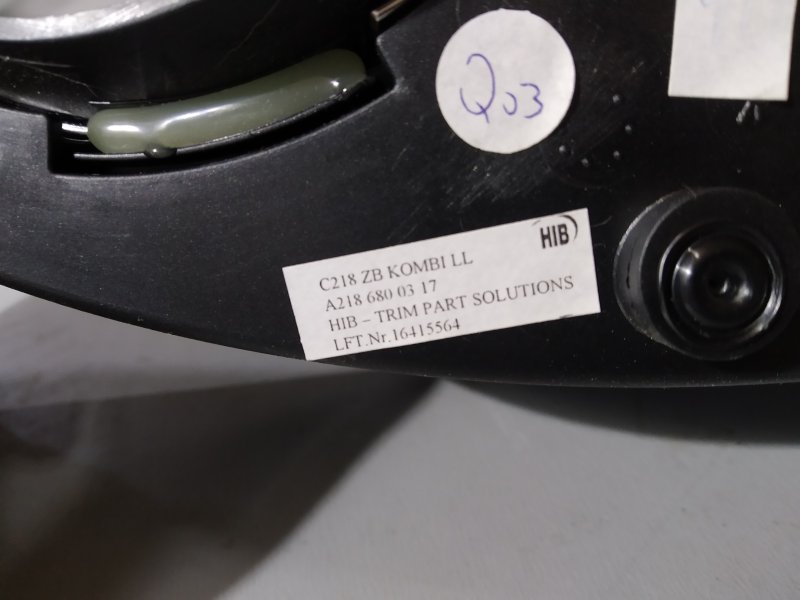 Q03
HIB
C218 ZB KOMBI LL
A218 680 03 17
HIB – TRIM PART SOLUTIONS
LFT.Nr.16415564